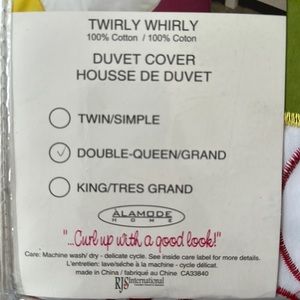 TWIRLY WHIRLY
100% Cotton / 100% Coton
DUVET COVER
HOUSSE DE DUVET
TWIN/SIMPLE
DOUBLE-QUEEN/GRAND
KING/TRES GRAND
ALAMODE
HOME
"...Curl up with a good look!"
Care: Machine wash/ dry - delicate cycle. See inside care label for more details.
L'entretien: lave/sèche a la machine - cycle délicat.
made in China / fabriqué au Chine CA33840
RJS International